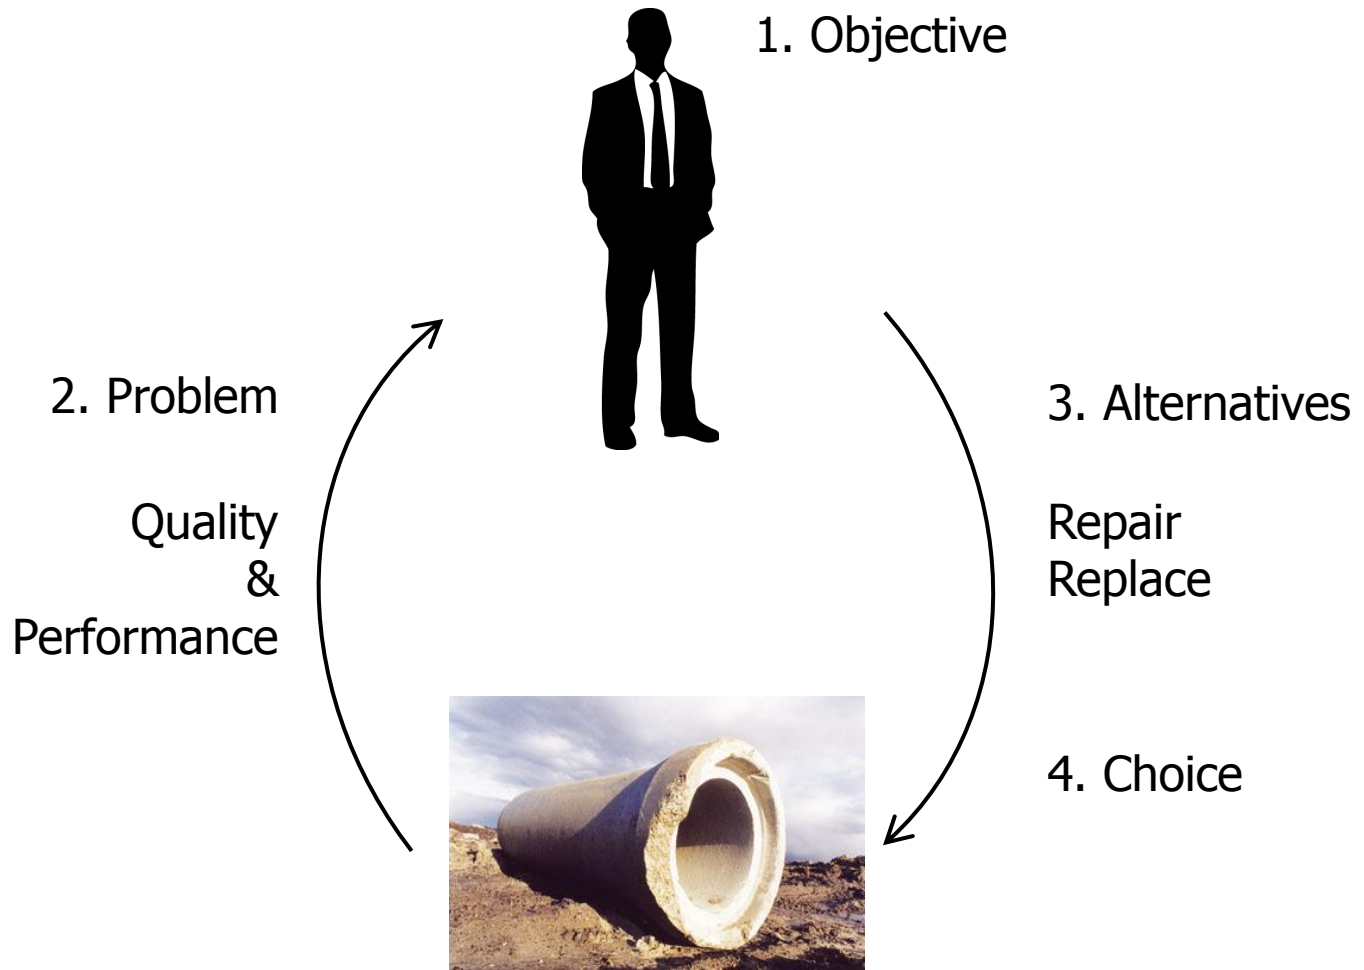 1. Objective
2. Problem
Quality
&
Performance
3. Alternatives
Repair
Replace
4. Choice